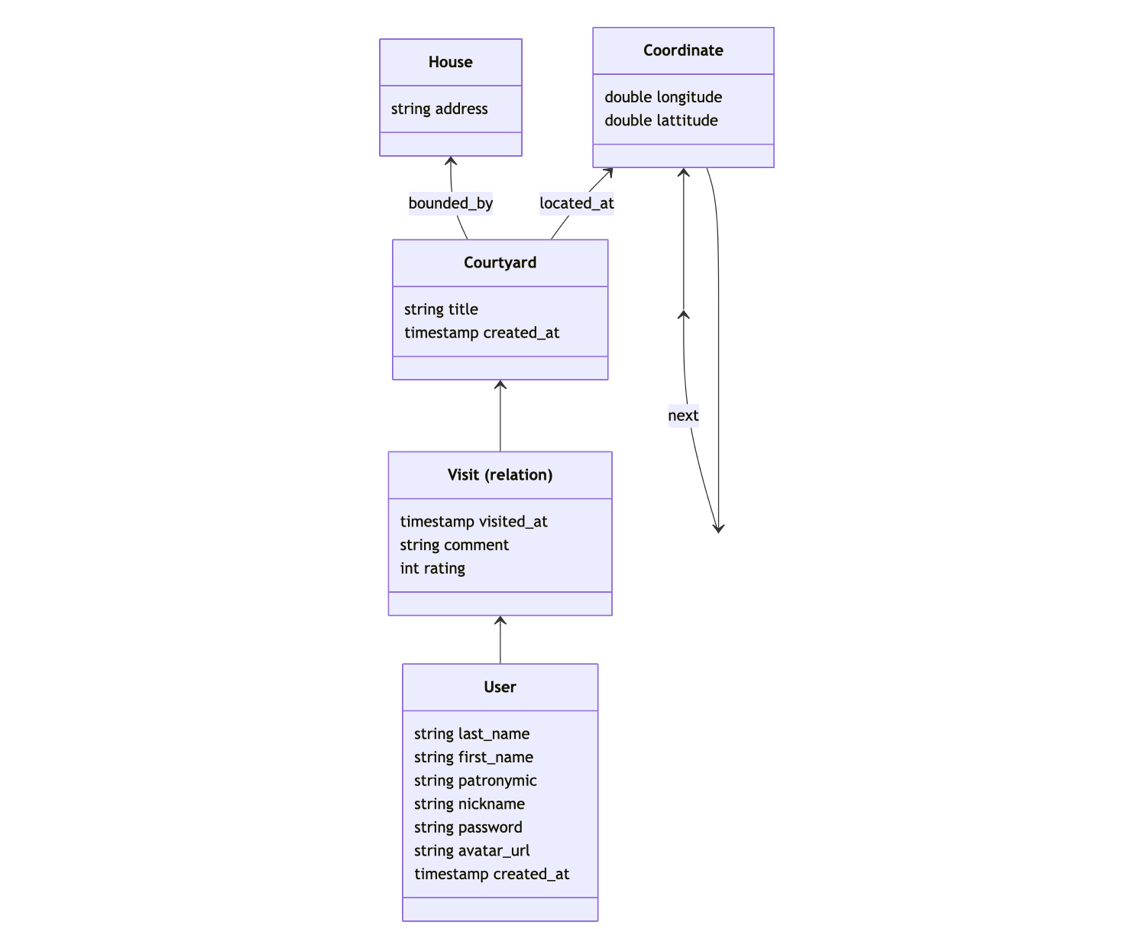 House
string address
Coordinate
double longitude
double lattitude
bounded_by
located_at
Courtyard
string title
timestamp created_at
next
Visit (relation)
timestamp visited_at
string comment
int rating
User
string last_name
string first_name
string patronymic
string nickname
string password
string avatar_url
timestamp created_at